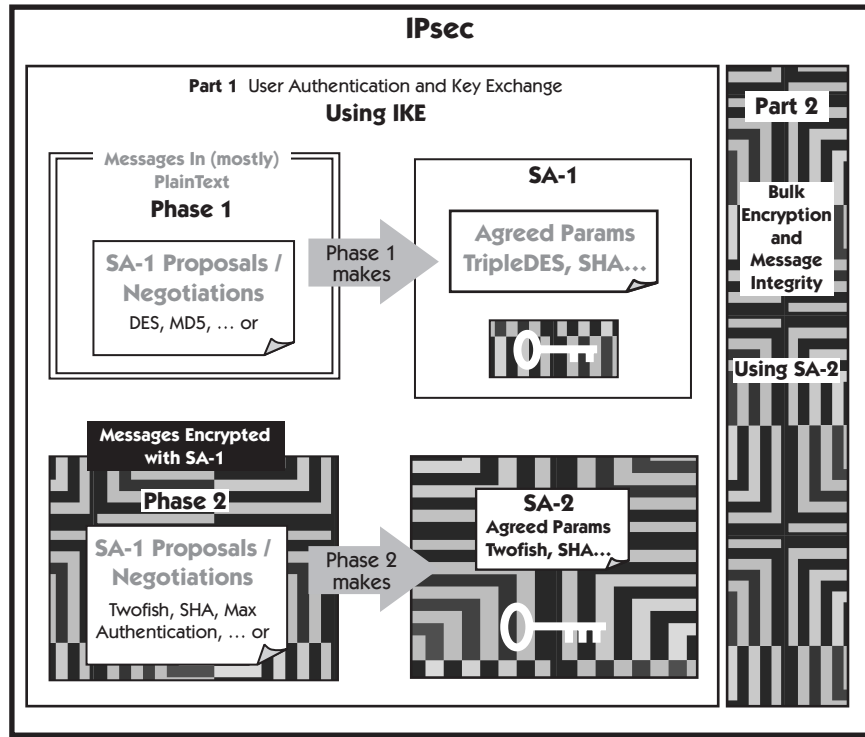 IPsec
Part 1 User Authentication and Key Exchange
Using IKE
Messages In (mostly)
PlainText
Phase 1
SA-1 Proposals /
Negotiations
DES, MD5, … or
Phase 1
makes
SA-1
Agreed Params
TripleDES, SHA…
Messages Encrypted
with SA-1
Phase 2
SA-1 Proposals /
Negotiations
Twofish, SHA, Max
Authentication, … or
Phase 2
makes
SA-2
Agreed Params
Twofish, SHA…
Part 2
Bulk
Encryption
and
Message
Integrity
Using SA-2